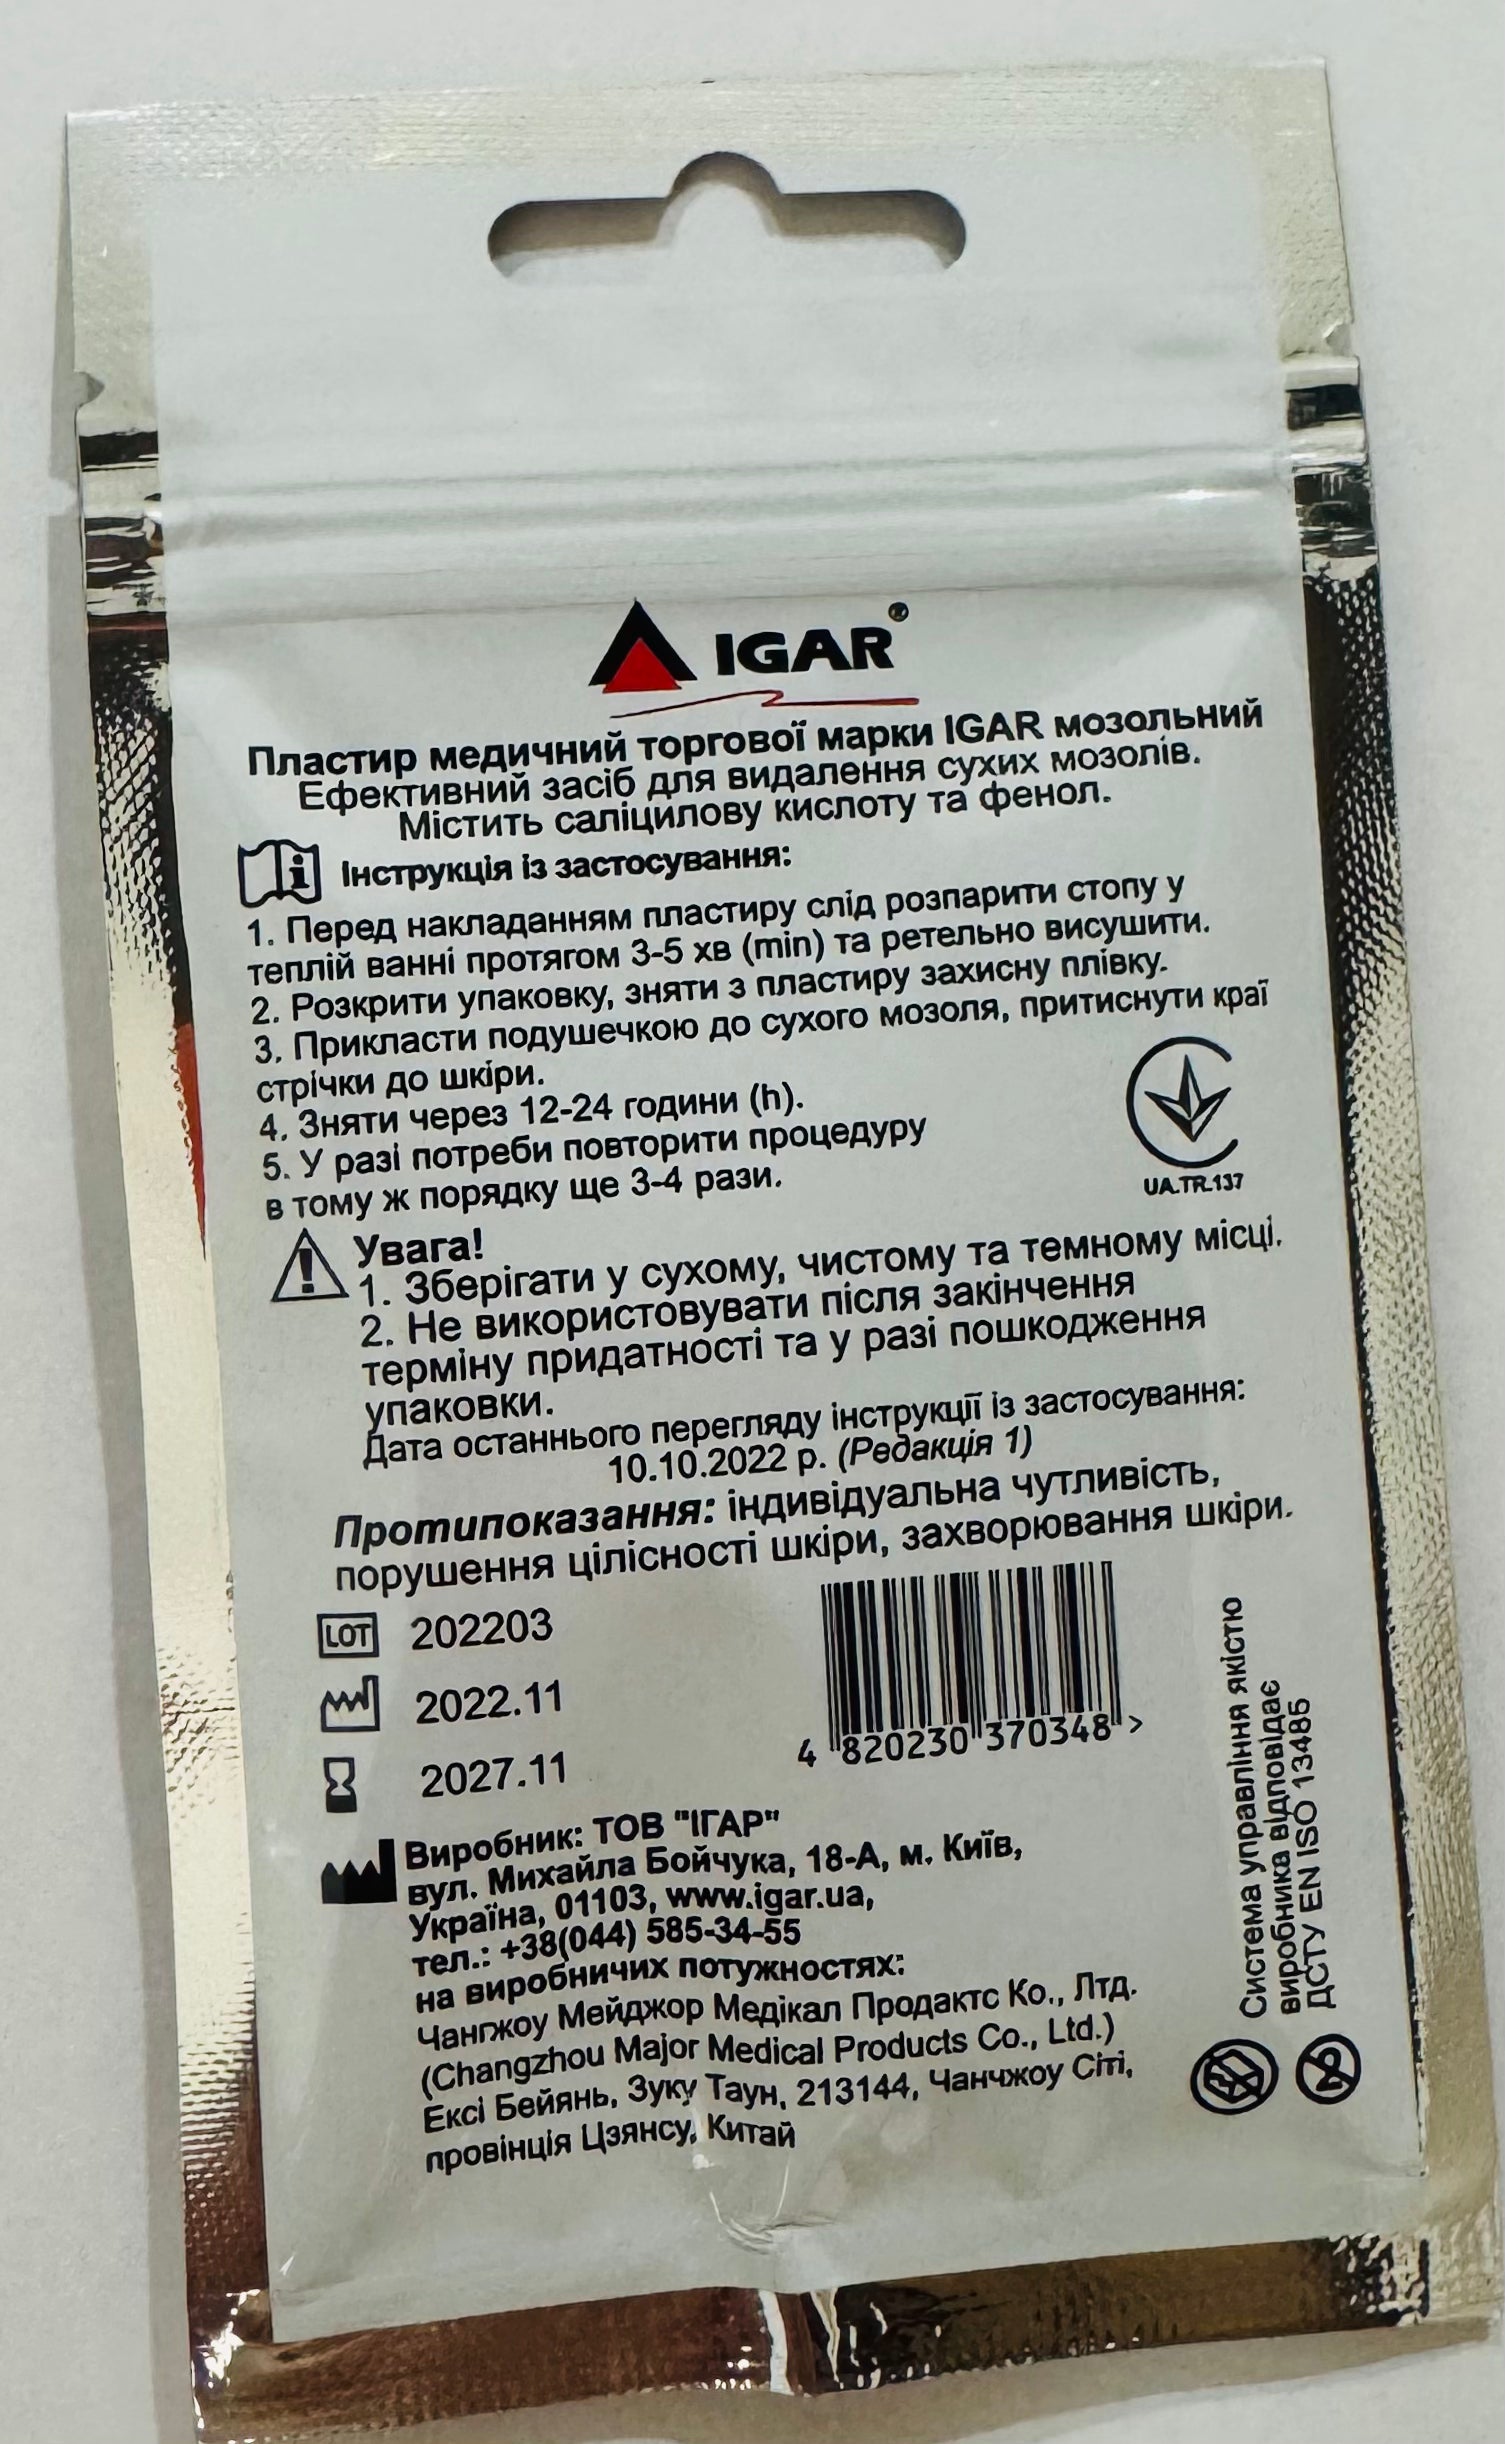 IGAR®
Пластир медичний торгової марки IGAR мозольний
Ефективний засіб для видалення сухих мозолів.
Містить саліцилову кислоту та фенол.
Інструкція із застосування:
1. Перед накладанням пластиру слід розпарити стопу у
теплій ванні протягом 3-5 хв (min) та ретельно висушити.
2. Розкрити упаковку, зняти з пластиру захисну плівку.
3. Прикласти подушечкою до сухого мозоля, притиснути краї
стрічки до шкіри.
4. Зняти через 12-24 години (h).
5. У разі потреби повторити процедуру
в тому ж порядку ще 3-4 рази.
UA.TR.137
Увага!
1. Зберігати у сухому, чистому та темному місці.
2. Не використовувати після закінчення
терміну придатності та у разі пошкодження
упаковки.
Дата останнього перегляду інструкції із застосування:
10.10.2022 р. (Редакція 1)
Протипоказання: індивідуальна чутливість,
порушення цілісності шкіри, захворювання шкіри.
LOT 202203
2022.11
2027.11
4 820230 370348 >
Виробник: ТОВ "ІГАР"
вул. Михайла Бойчука, 18-А, м. Київ,
Україна, 01103, www.igar.ua,
тел.: +38(044) 585-34-55
на виробничих потужностях:
Чангжоу Мейджор Медікал Продактс Ко., Лтд.
(Changzhou Major Medical Products Co., Ltd.)
Ексі Бейянь, Зуку Таун, 213144, Чанчжоу Сіті,
провінція Цзянсу, Китай
Система управління якістю
виробника відповідає
ДСТУ EN ISO 13485
2